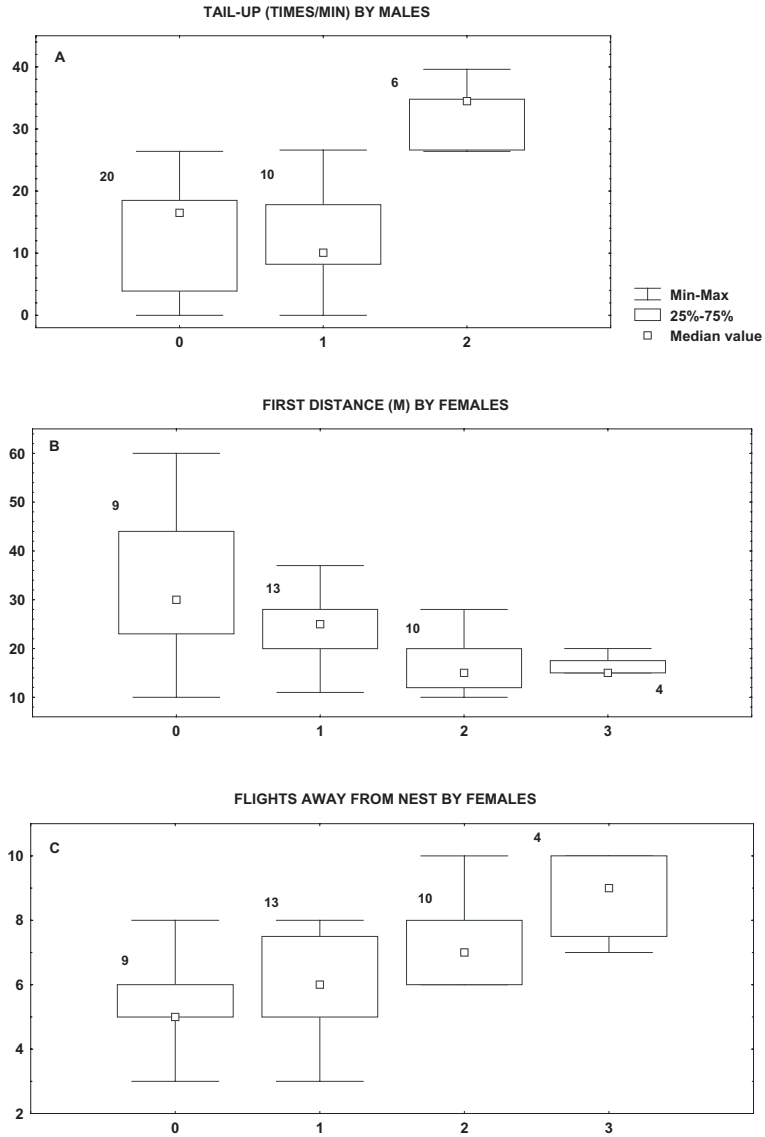 TAIL-UP (TIMES/MIN) BY MALES
A
40
30
20
10
0
20
10
6
0 1 2
Min-Max
25%-75%
Median value
FIRST DISTANCE (M) BY FEMALES
B
60
50
40
30
20
10
9
13
10
4
0 1 2 3
FLIGHTS AWAY FROM NEST BY FEMALES
C
10
8
6
4
2
9
13
10
4
0 1 2 3